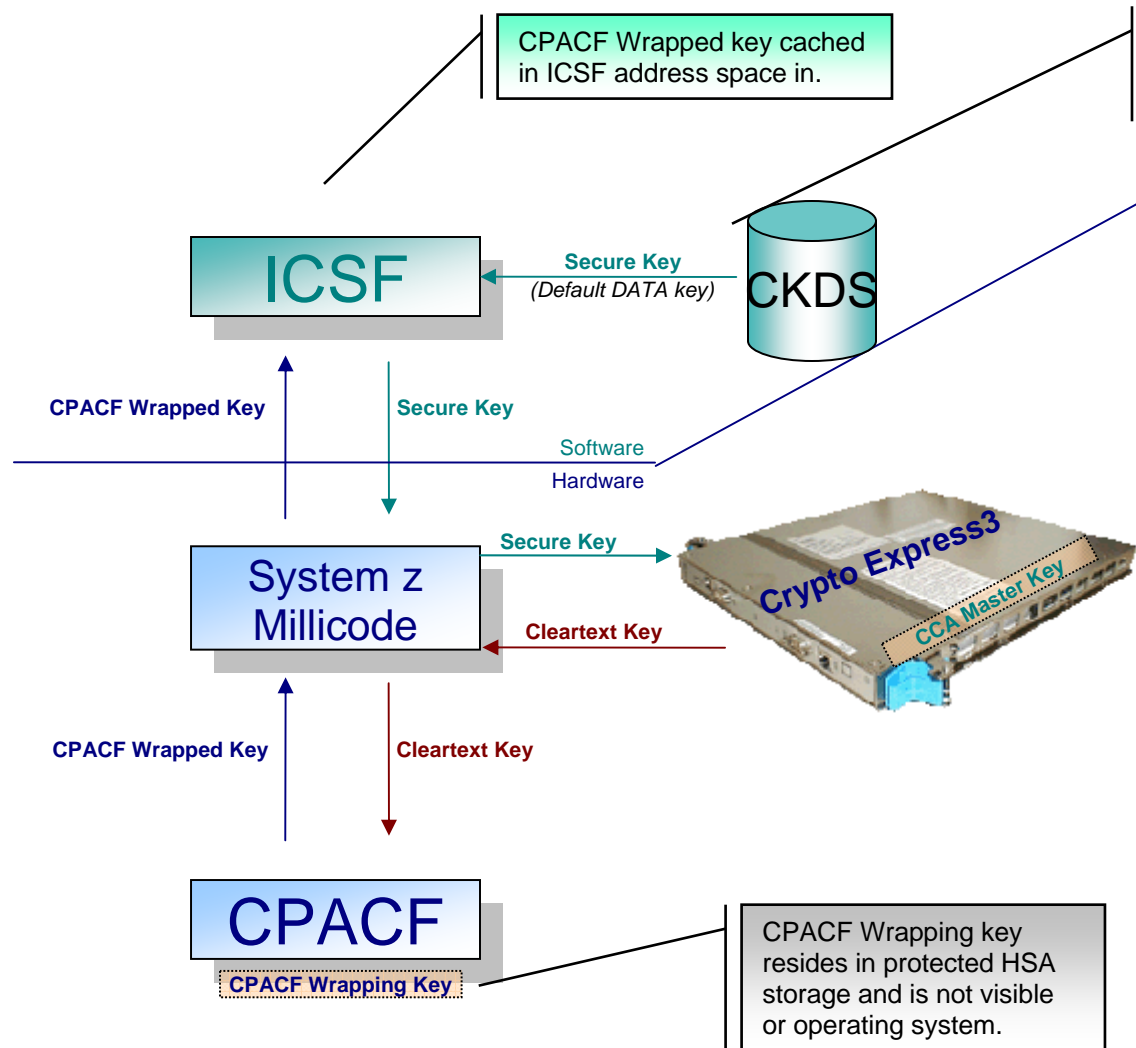 CPACF Wrapped key cached
in ICSF address space in.
ICSF
Secure Key
(Default DATA key)
CKDS
CPACF Wrapped Key
Secure Key
Software
Hardware
System z
Millicode
Secure Key
Cleartext Key
Crypto Express3
CCA Master Key
CPACF Wrapped Key
Cleartext Key
CPACF
CPACF Wrapping Key
CPACF Wrapping key
resides in protected HSA
storage and is not visible
or operating system.